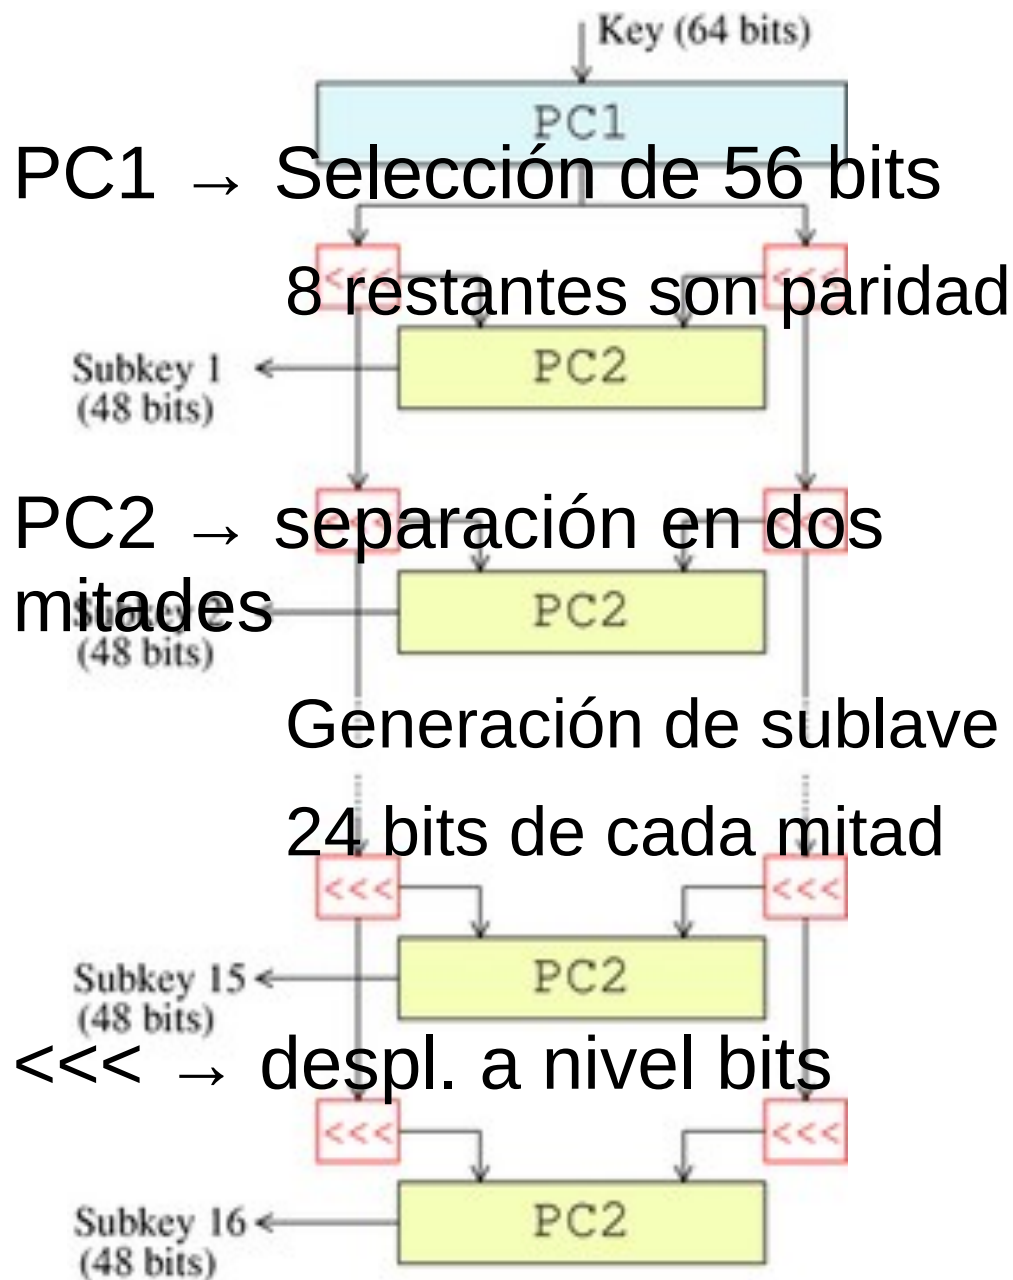 Key (64 bits)
PC1
PC1 → Selección de 56 bits
<<<
<<<
8 restantes son paridad
PC2
Subkey 1
(48 bits)
PC2 → separación en dos
mitades
PC2
Subkey 2
(48 bits)
Generación de sublave
24 bits de cada mitad
<<<
<<<
PC2
Subkey 15
(48 bits)
<<< → despl. a nivel bits
<<<
<<<
PC2
Subkey 16
(48 bits)